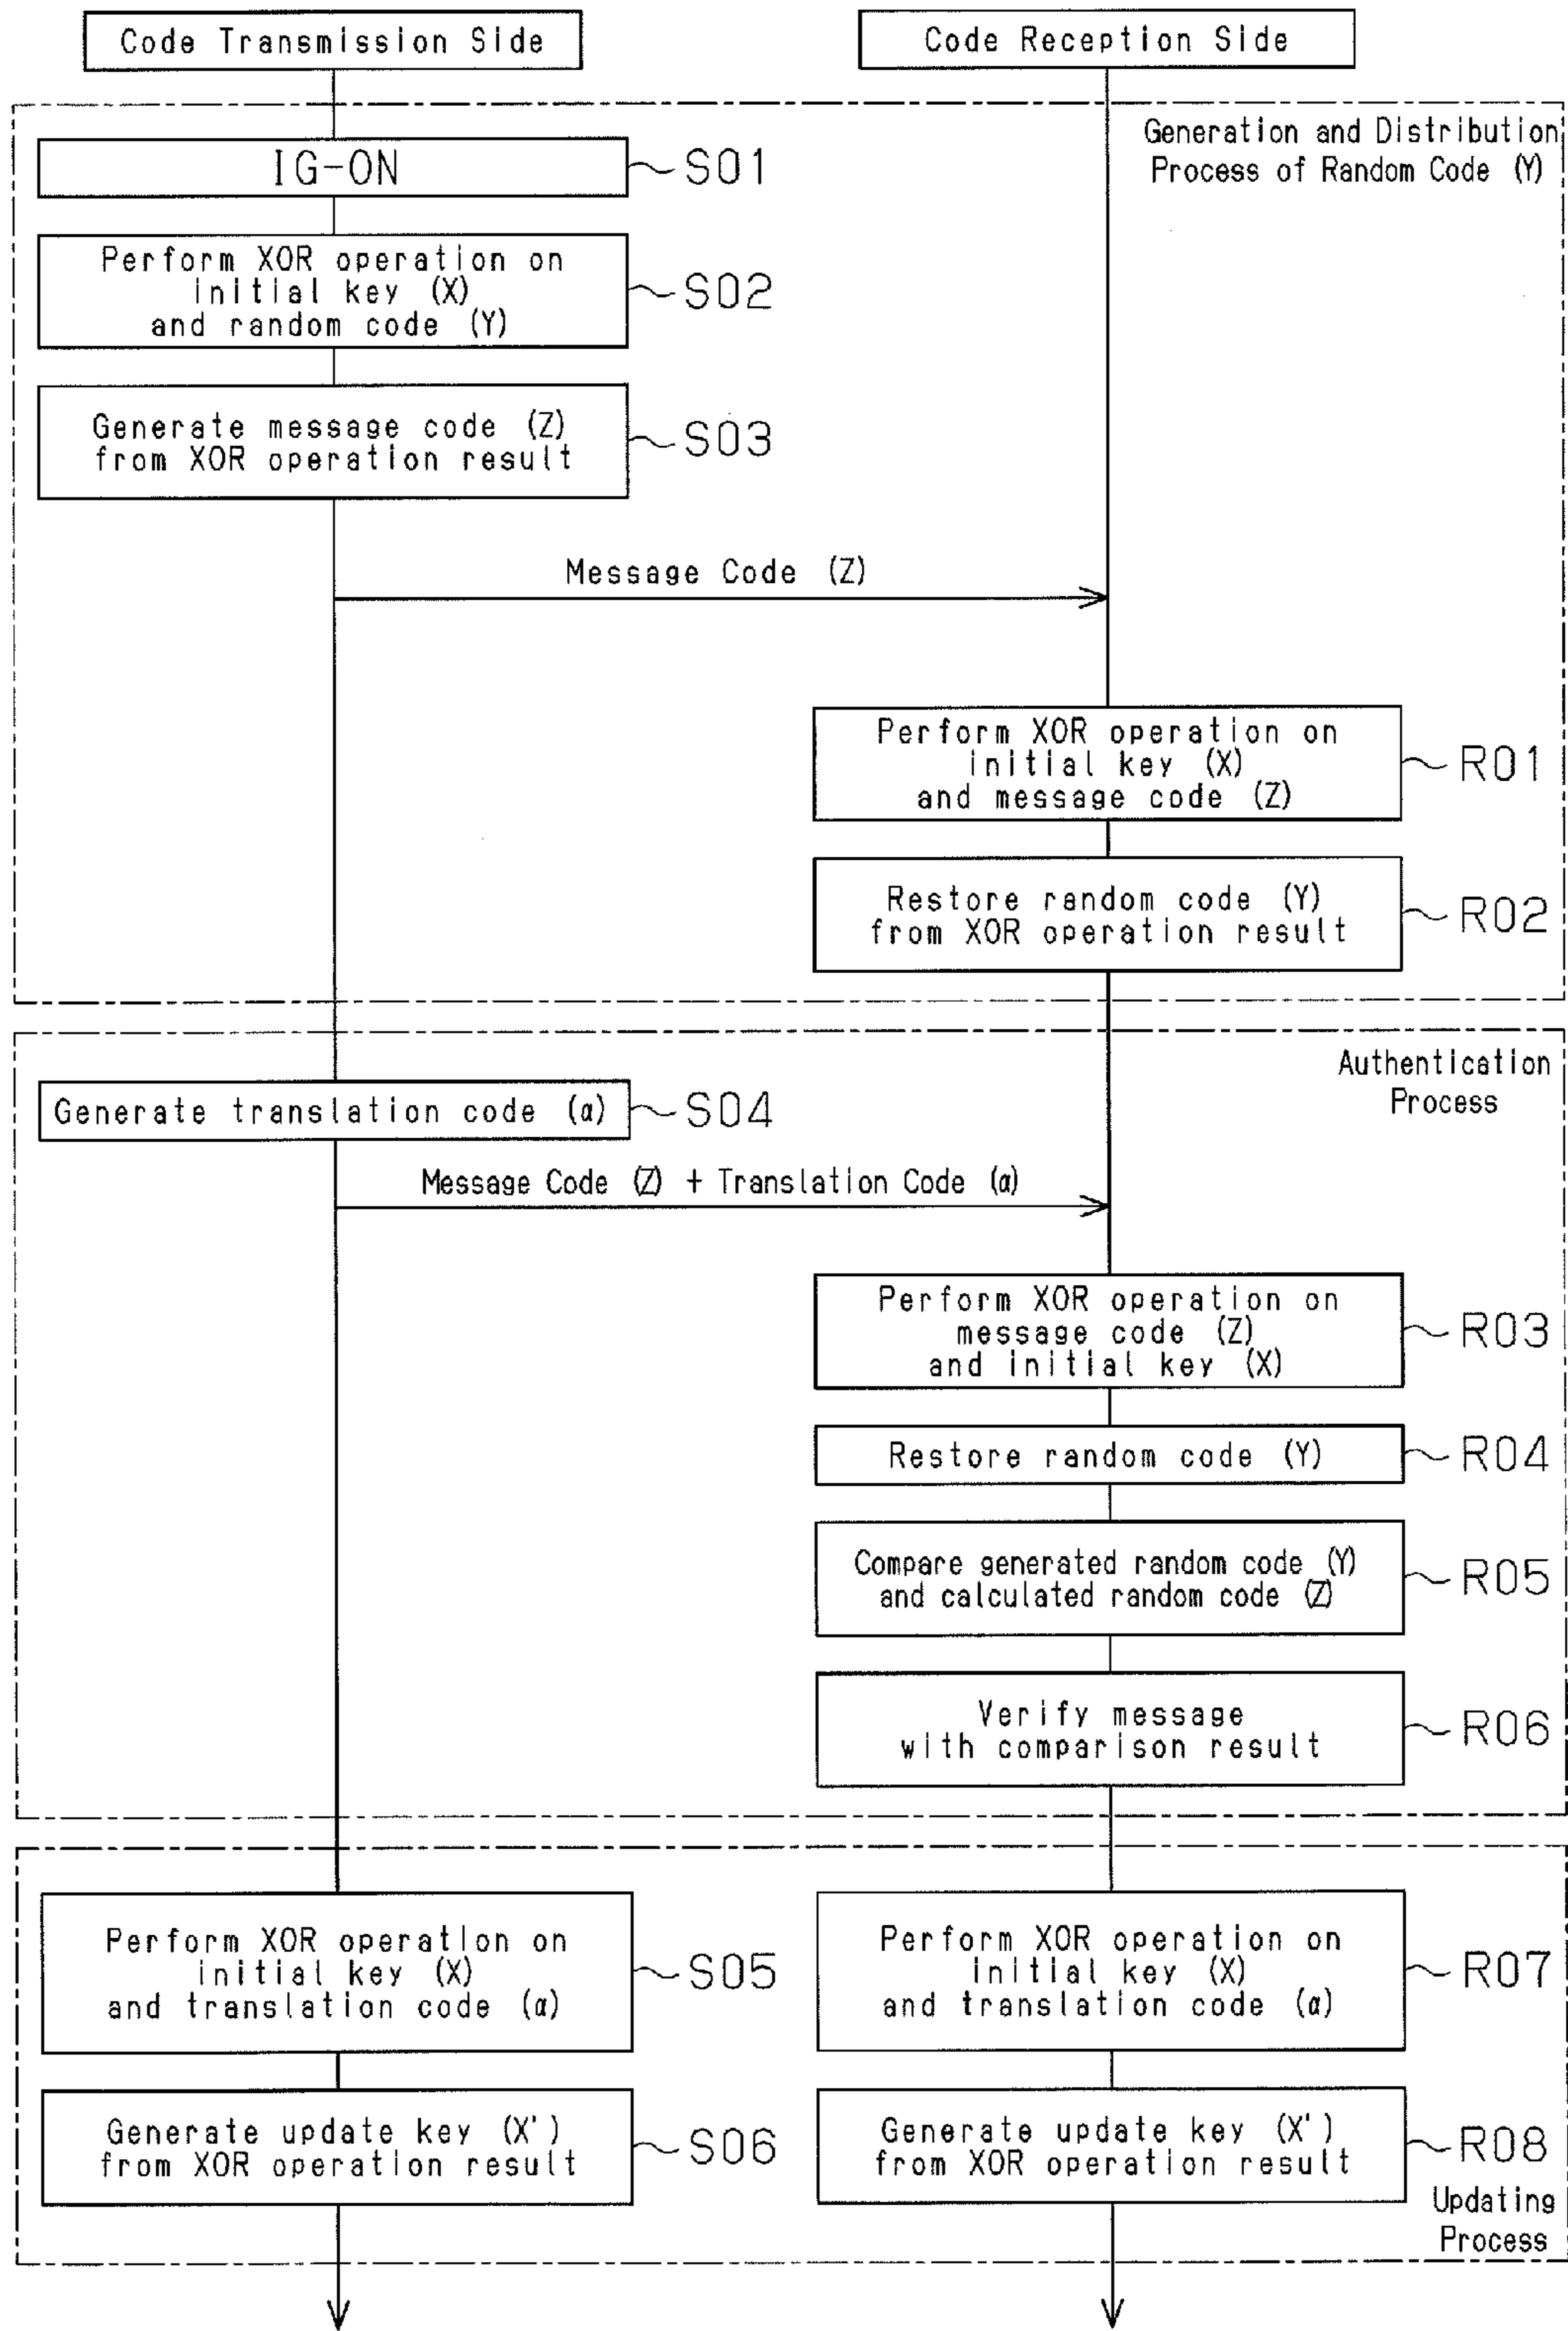 Code Transmission Side
Code Reception Side
Generation and Distribution
Process of Random Code (Y)
IG-ON
S01
Perform XOR operation on
initial key (X)
and random code (Y)
S02
Generate message code (Z)
from XOR operation result
S03
Message Code (Z)
Perform XOR operation on
initial key (X)
and message code (Z)
R01
Restore random code (Y)
from XOR operation result
R02
Authentication
Process
Generate translation code (α)
S04
Message Code (Z) + Translation Code (α)
Perform XOR operation on
message code (Z)
and initial key (X)
R03
Restore random code (Y)
R04
Compare generated random code (Y)
and calculated random code (Z)
R05
Verify message
with comparison result
R06
Perform XOR operation on
initial key (X)
and translation code (α)
S05
Perform XOR operation on
initial key (X)
and translation code (α)
R07
Generate update key (X')
from XOR operation result
S06
Generate update key (X')
from XOR operation result
R08
Updating
Process